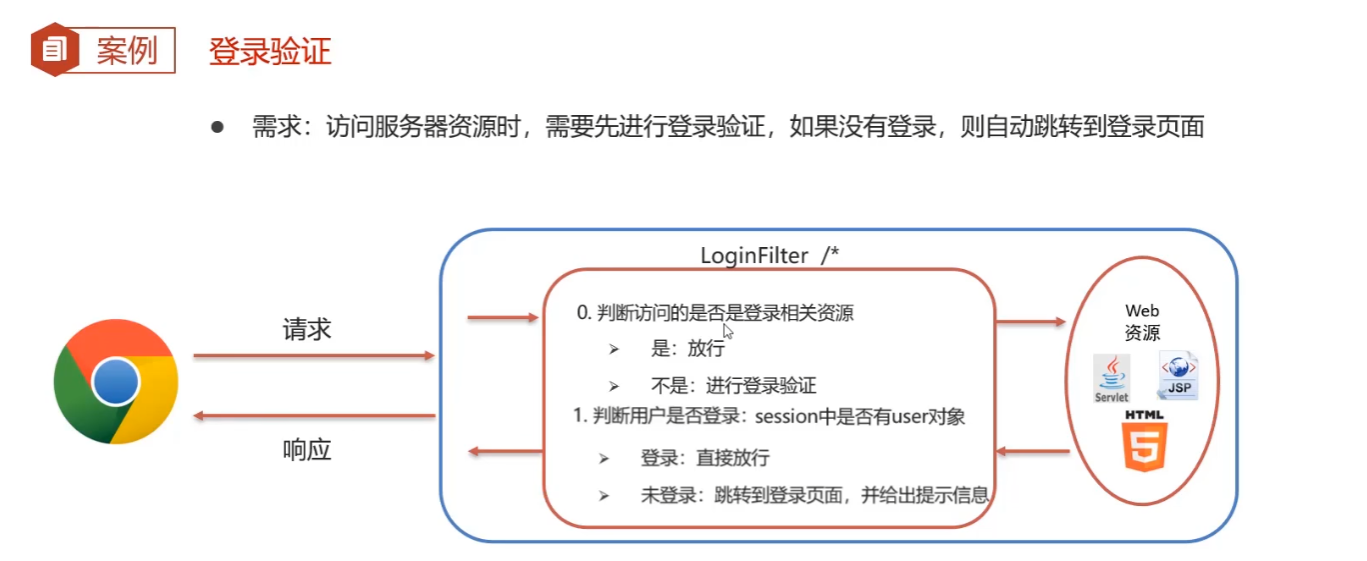 案例 登录验证
● 需求：访问服务器资源时，需要先进行登录验证，如果没有登录，则自动跳转到登录页面
LoginFilter /*
请求
响应
0. 判断访问的是否是登录相关资源
➢ 是：放行
➢ 不是：进行登录验证
1. 判断用户是否登录：session中是否有user对象
➢ 登录：直接放行
➢ 未登录：跳转到登录页面，并给出提示信息
Web
资源
Servlet
JSP
HTML
5